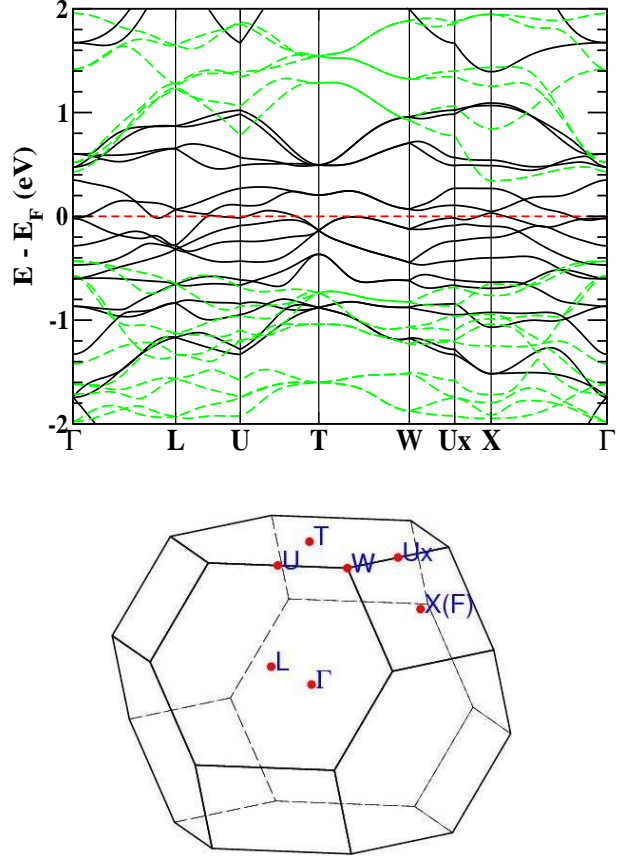 2
1
0
-1
-2
E - E_F (eV)
Γ L U T W Ux X Γ
T
U W Ux
X(F)
L
Γ